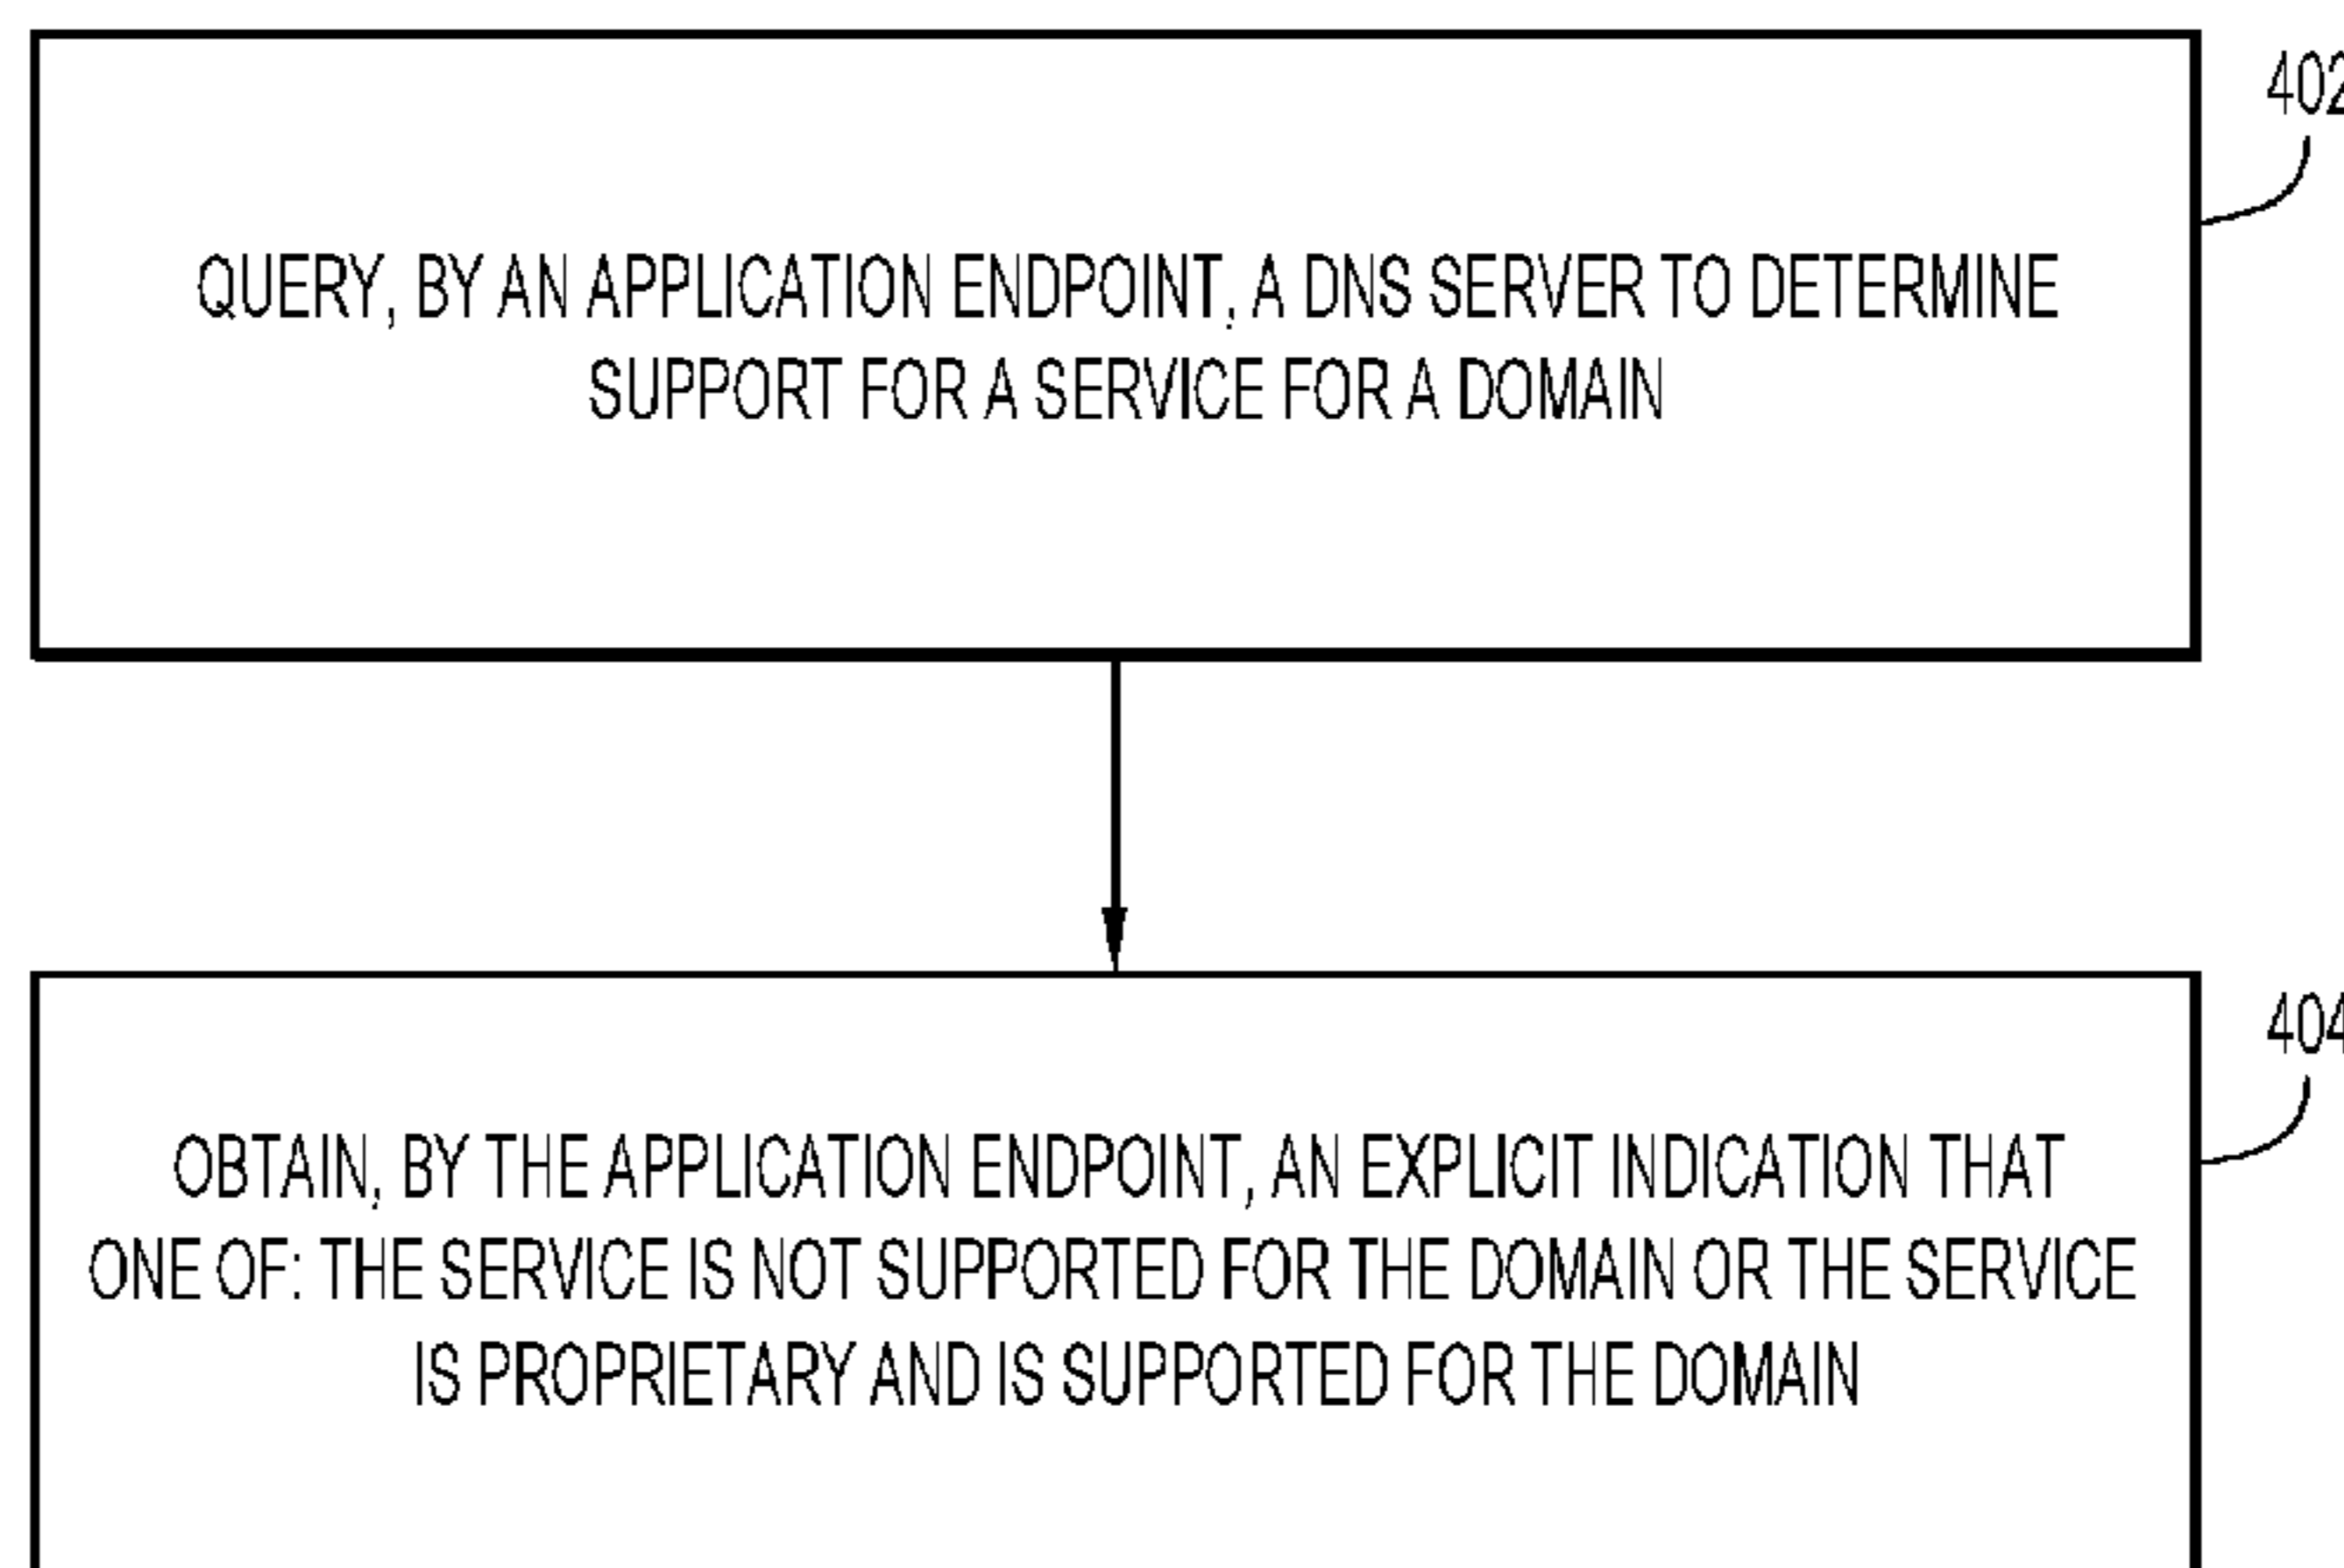 402
QUERY, BY AN APPLICATION ENDPOINT, A DNS SERVER TO DETERMINE
SUPPORT FOR A SERVICE FOR A DOMAIN
404
OBTAIN, BY THE APPLICATION ENDPOINT, AN EXPLICIT INDICATION THAT
ONE OF: THE SERVICE IS NOT SUPPORTED FOR THE DOMAIN OR THE SERVICE
IS PROPRIETARY AND IS SUPPORTED FOR THE DOMAIN